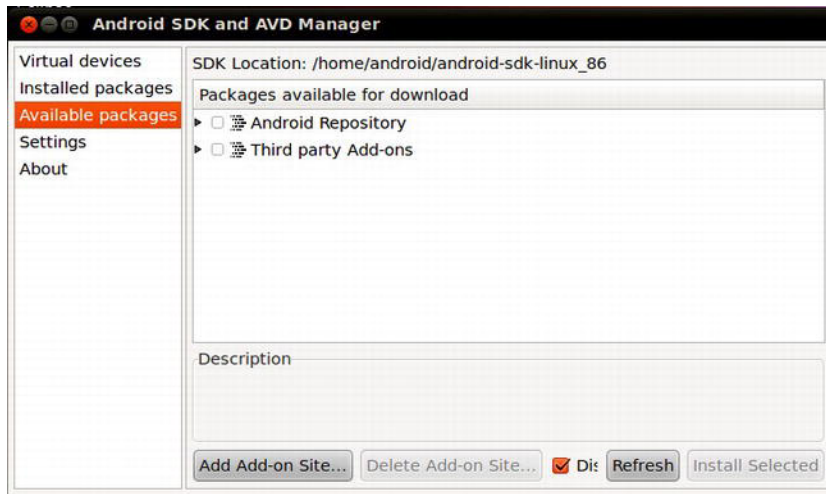 Android SDK and AVD Manager
Virtual devices
Installed packages
Available packages
Settings
About
SDK Location: /home/android/android-sdk-linux_86
Packages available for download
Android Repository
Third party Add-ons
Description
Add Add-on Site... Delete Add-on Site... Dis Refresh Install Selected